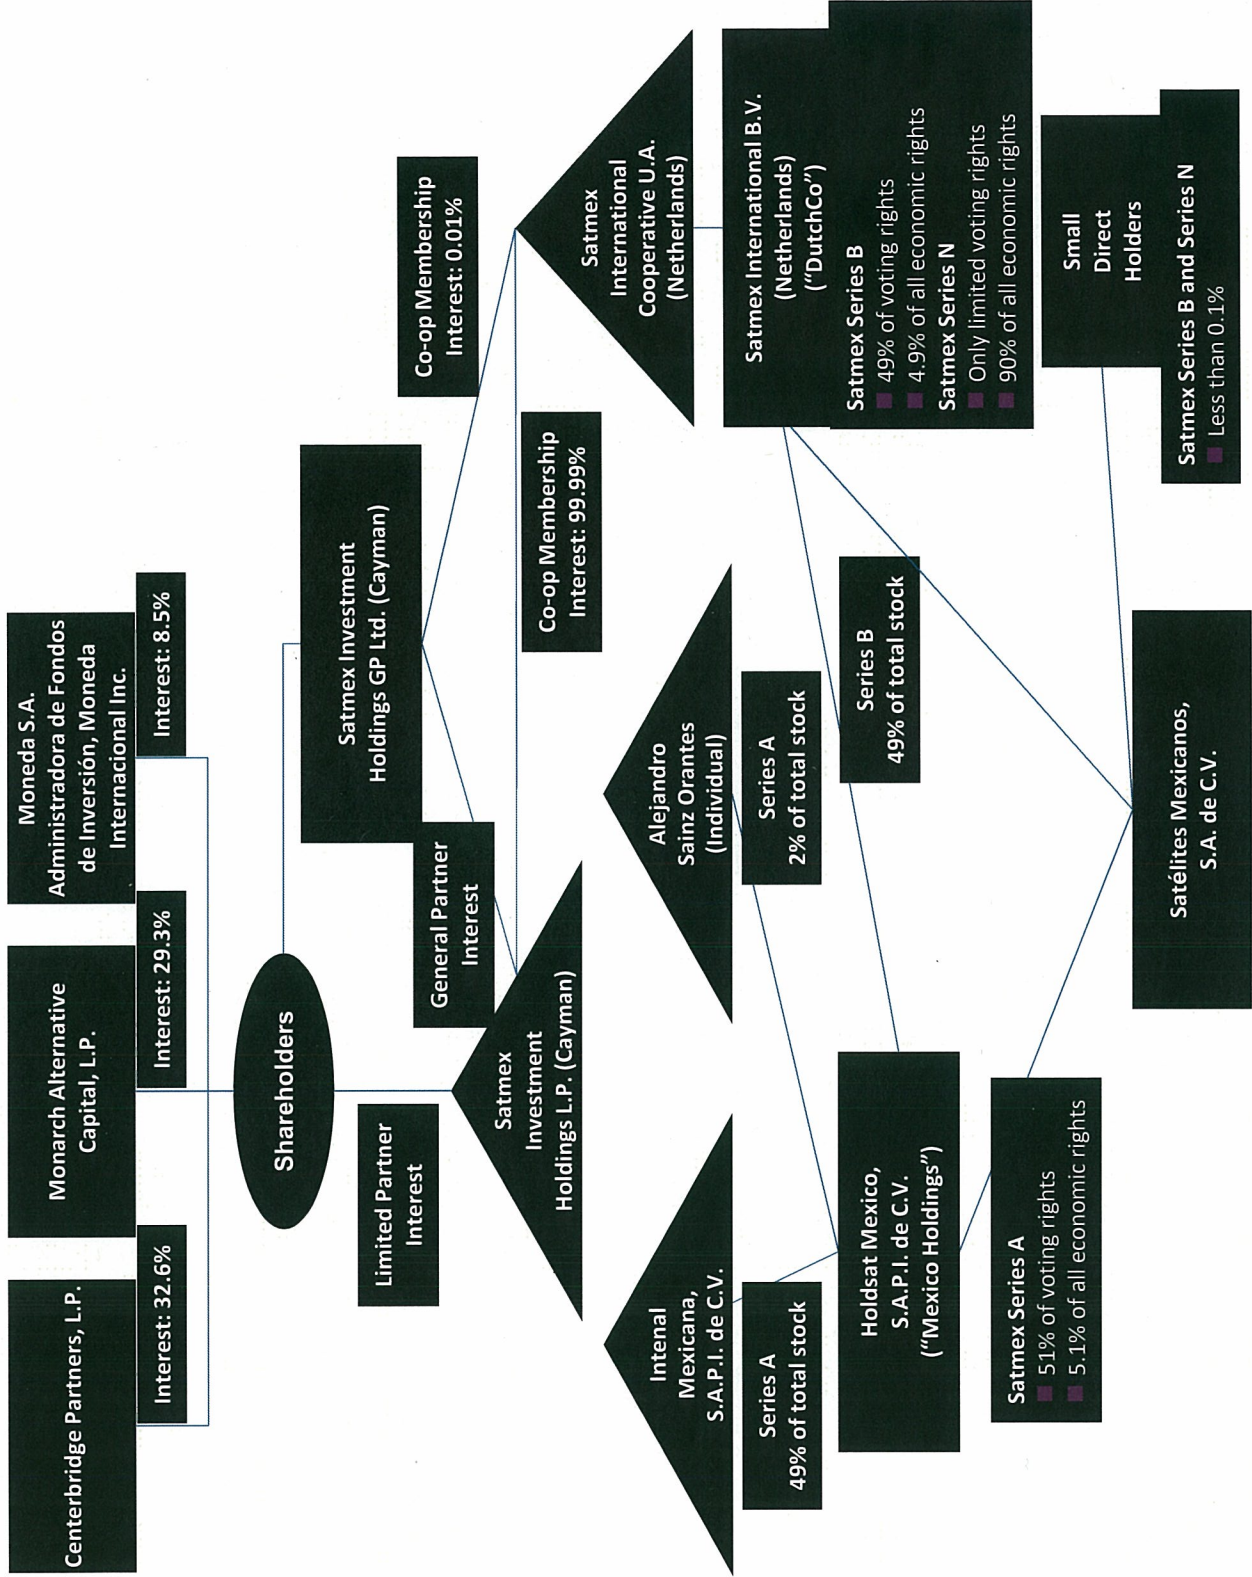 Centerbridge Partners, L.P.
Interest: 32.6%
Monarch Alternative
Capital, L.P.
Interest: 29.3%
Moneda S.A.
Administradora de Fondos
de Inversión, Moneda
Internacional Inc.
Interest: 8.5%
Shareholders
Limited Partner
Interest
Satmex Investment
Holdings GP Ltd. (Cayman)
General Partner
Interest
Co-op Membership
Interest: 0.01%
Satmex
Investment
Holdings L.P. (Cayman)
Co-op Membership
Interest: 99.99%
Satmex
International
Cooperative U.A.
(Netherlands)
Intenal
Mexicana,
S.A.P.I. de C.V.
Series A
49% of total stock
Alejandro
Sainz Orantes
(Individual)
Series A
2% of total stock
Satmex International B.V.
(Netherlands)
("DutchCo")
Satmex Series B
49% of voting rights
4.9% of all economic rights
Satmex Series N
Only limited voting rights
90% of all economic rights
Series B
49% of total stock
Holdsat Mexico,
S.A.P.I. de C.V.
("Mexico Holdings")
Satmex Series A
51% of voting rights
5.1% of all economic rights
Small
Direct
Holders
Satmex Series B and Series N
Less than 0.1%
Satélites Mexicanos,
S.A. de C.V.